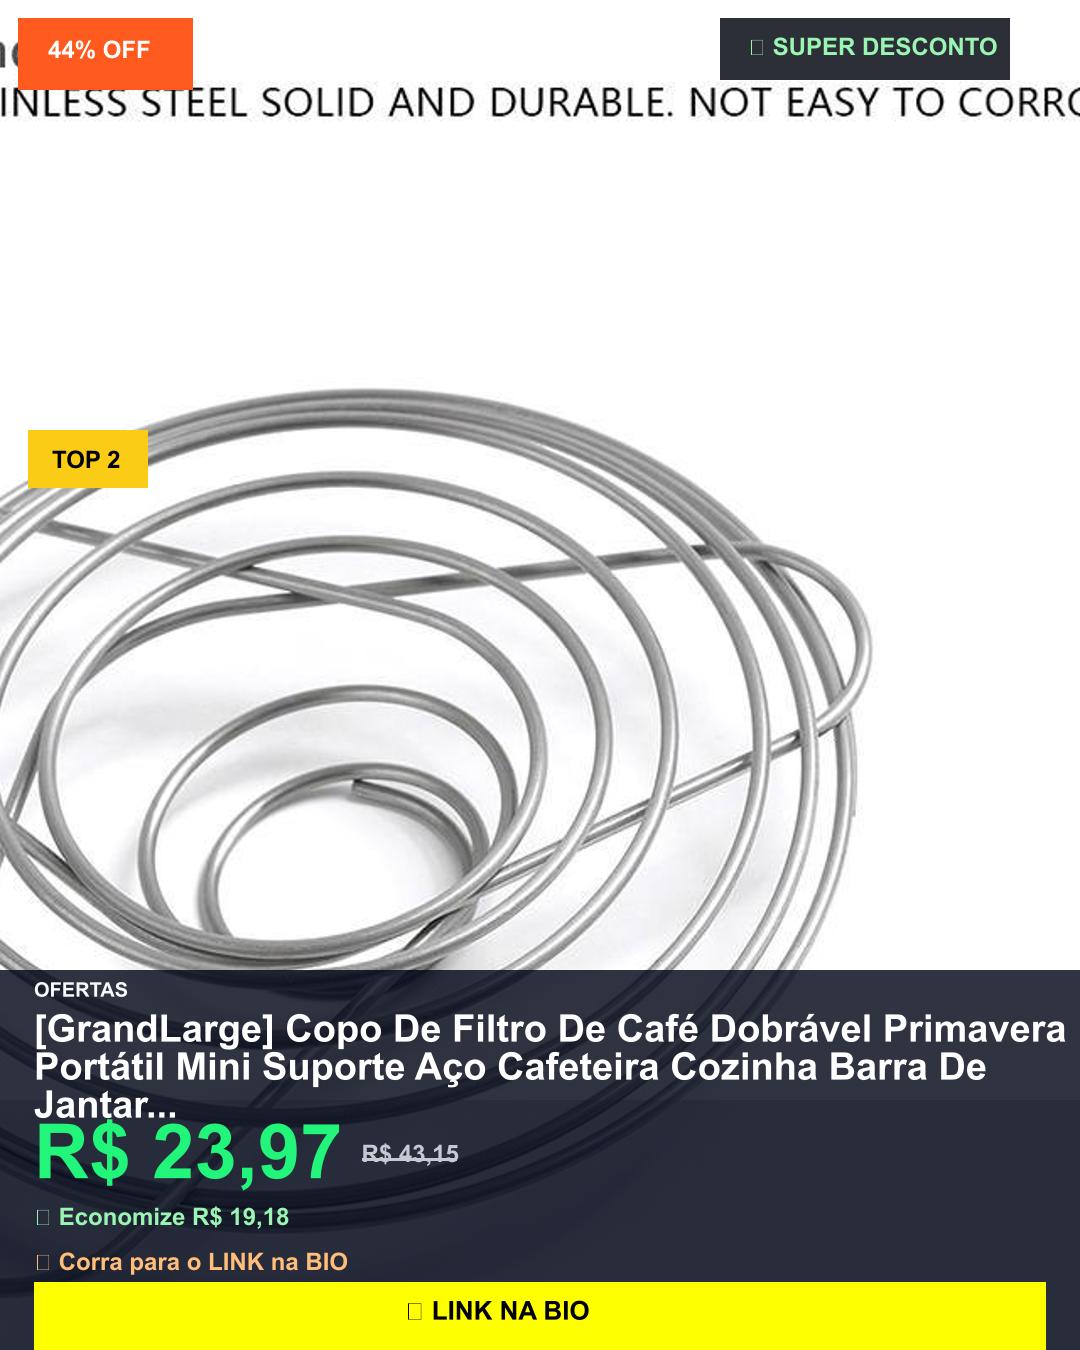 44% OFF
SUPER DESCONTO
STEEL SOLID AND DURABLE. NOT EASY TO
TOP 2
OFERTAS
[GrandLarge] Copo De Filtro De Café Dobrável Primavera
Portátil Mini Suporte Aço Cafeteira Cozinha Barra De
Jantar...
R$ 23,97 R$ 43,15
Economize R$ 19,18
Corra para o LINK na BIO
LINK NA BIO